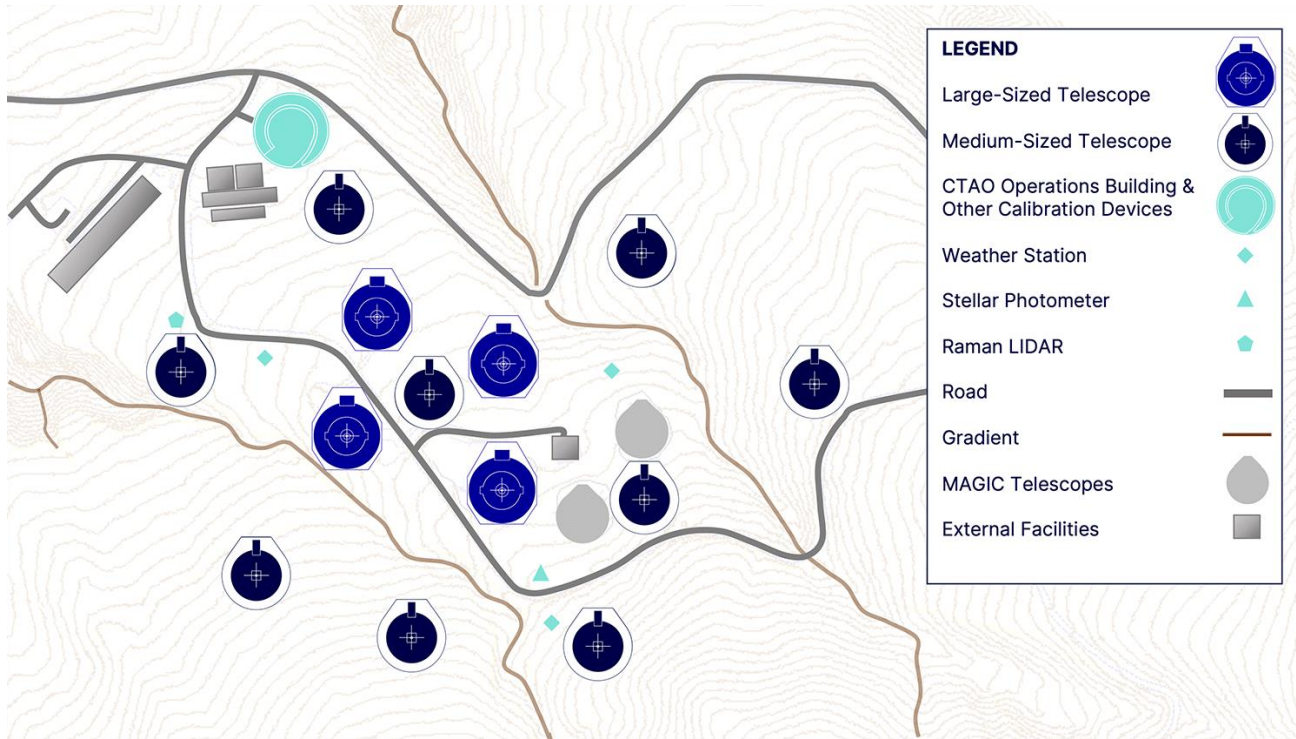 LEGEND
Large-Sized Telescope
Medium-Sized Telescope
CTAO Operations Building &
Other Calibration Devices
Weather Station
Stellar Photometer
Raman LIDAR
Road
Gradient
MAGIC Telescopes
External Facilities